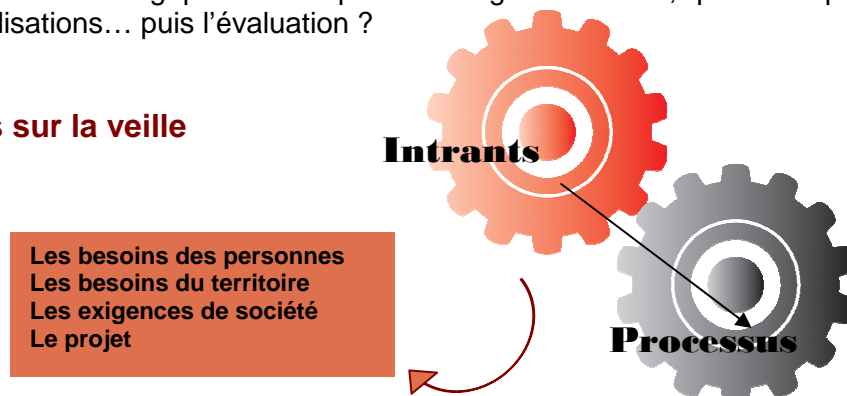 lisations… puis l’évaluation ?
sur la veille
Intrants
Les besoins des personnes
Les besoins du territoire
Les exigences de société
Le projet
Processus